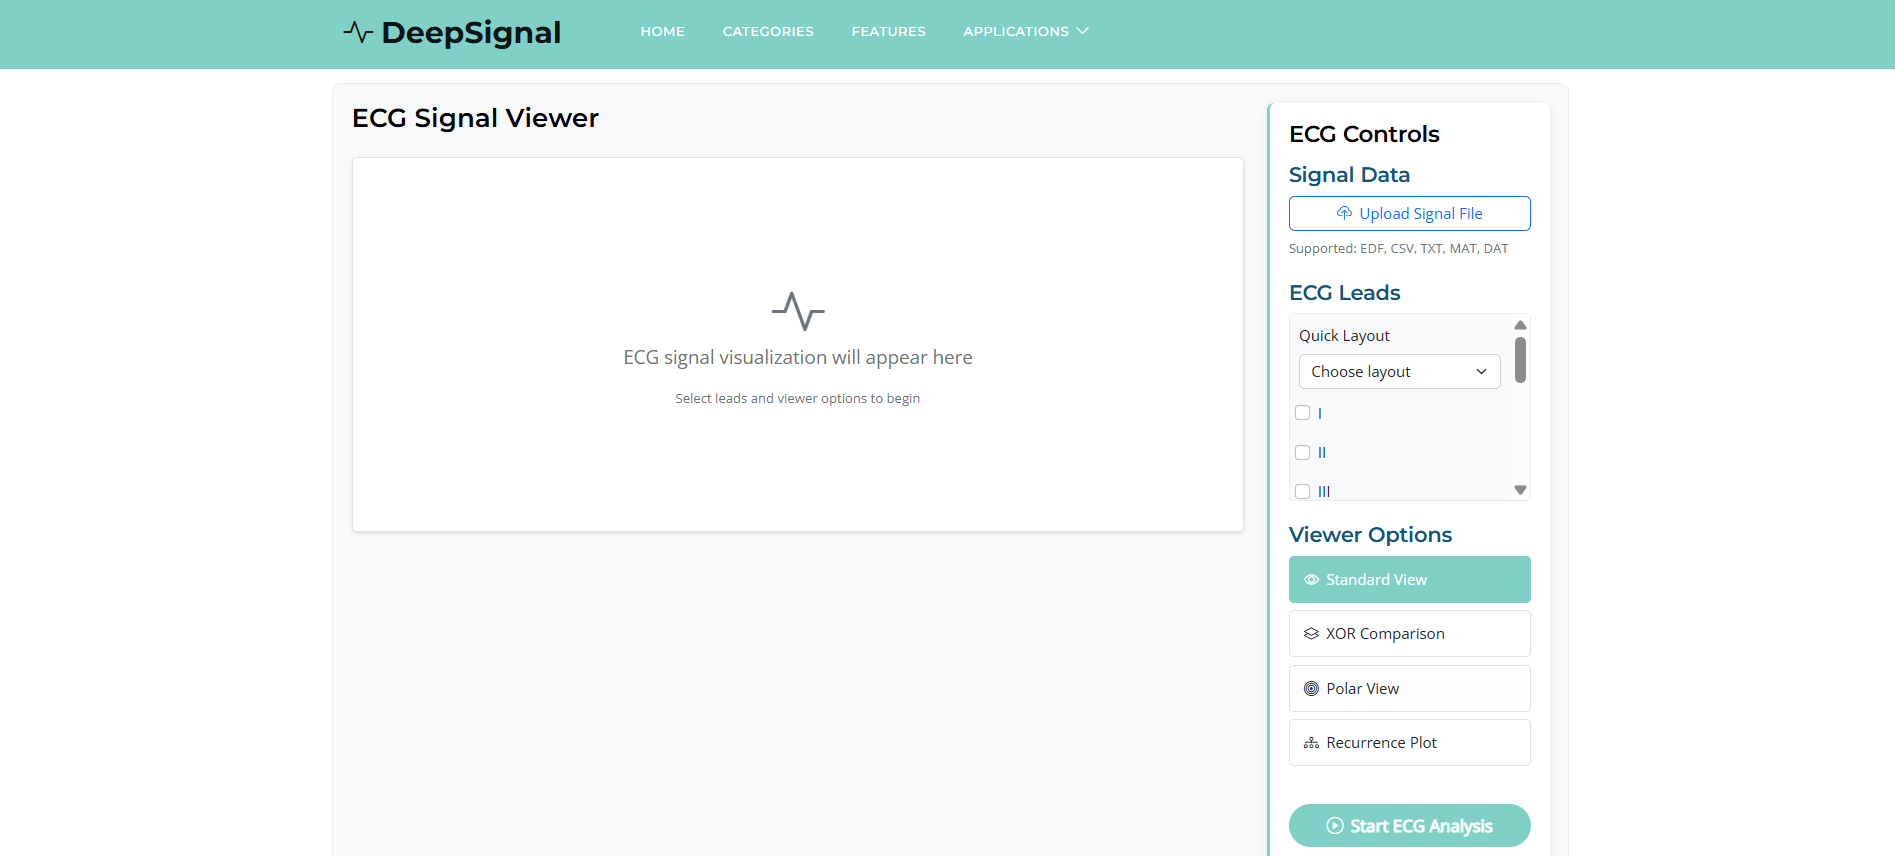 DeepSignal
HOME
CATEGORIES
FEATURES
APPLICATIONS
ECG Signal Viewer
ECG signal visualization will appear here
Select leads and viewer options to begin
ECG Controls
Signal Data
Upload Signal File
Supported: EDF, CSV, TXT, MAT, DAT
ECG Leads
Quick Layout
Choose layout
I
II
III
Viewer Options
Standard View
XOR Comparison
Polar View
Recurrence Plot
Start ECG Analysis